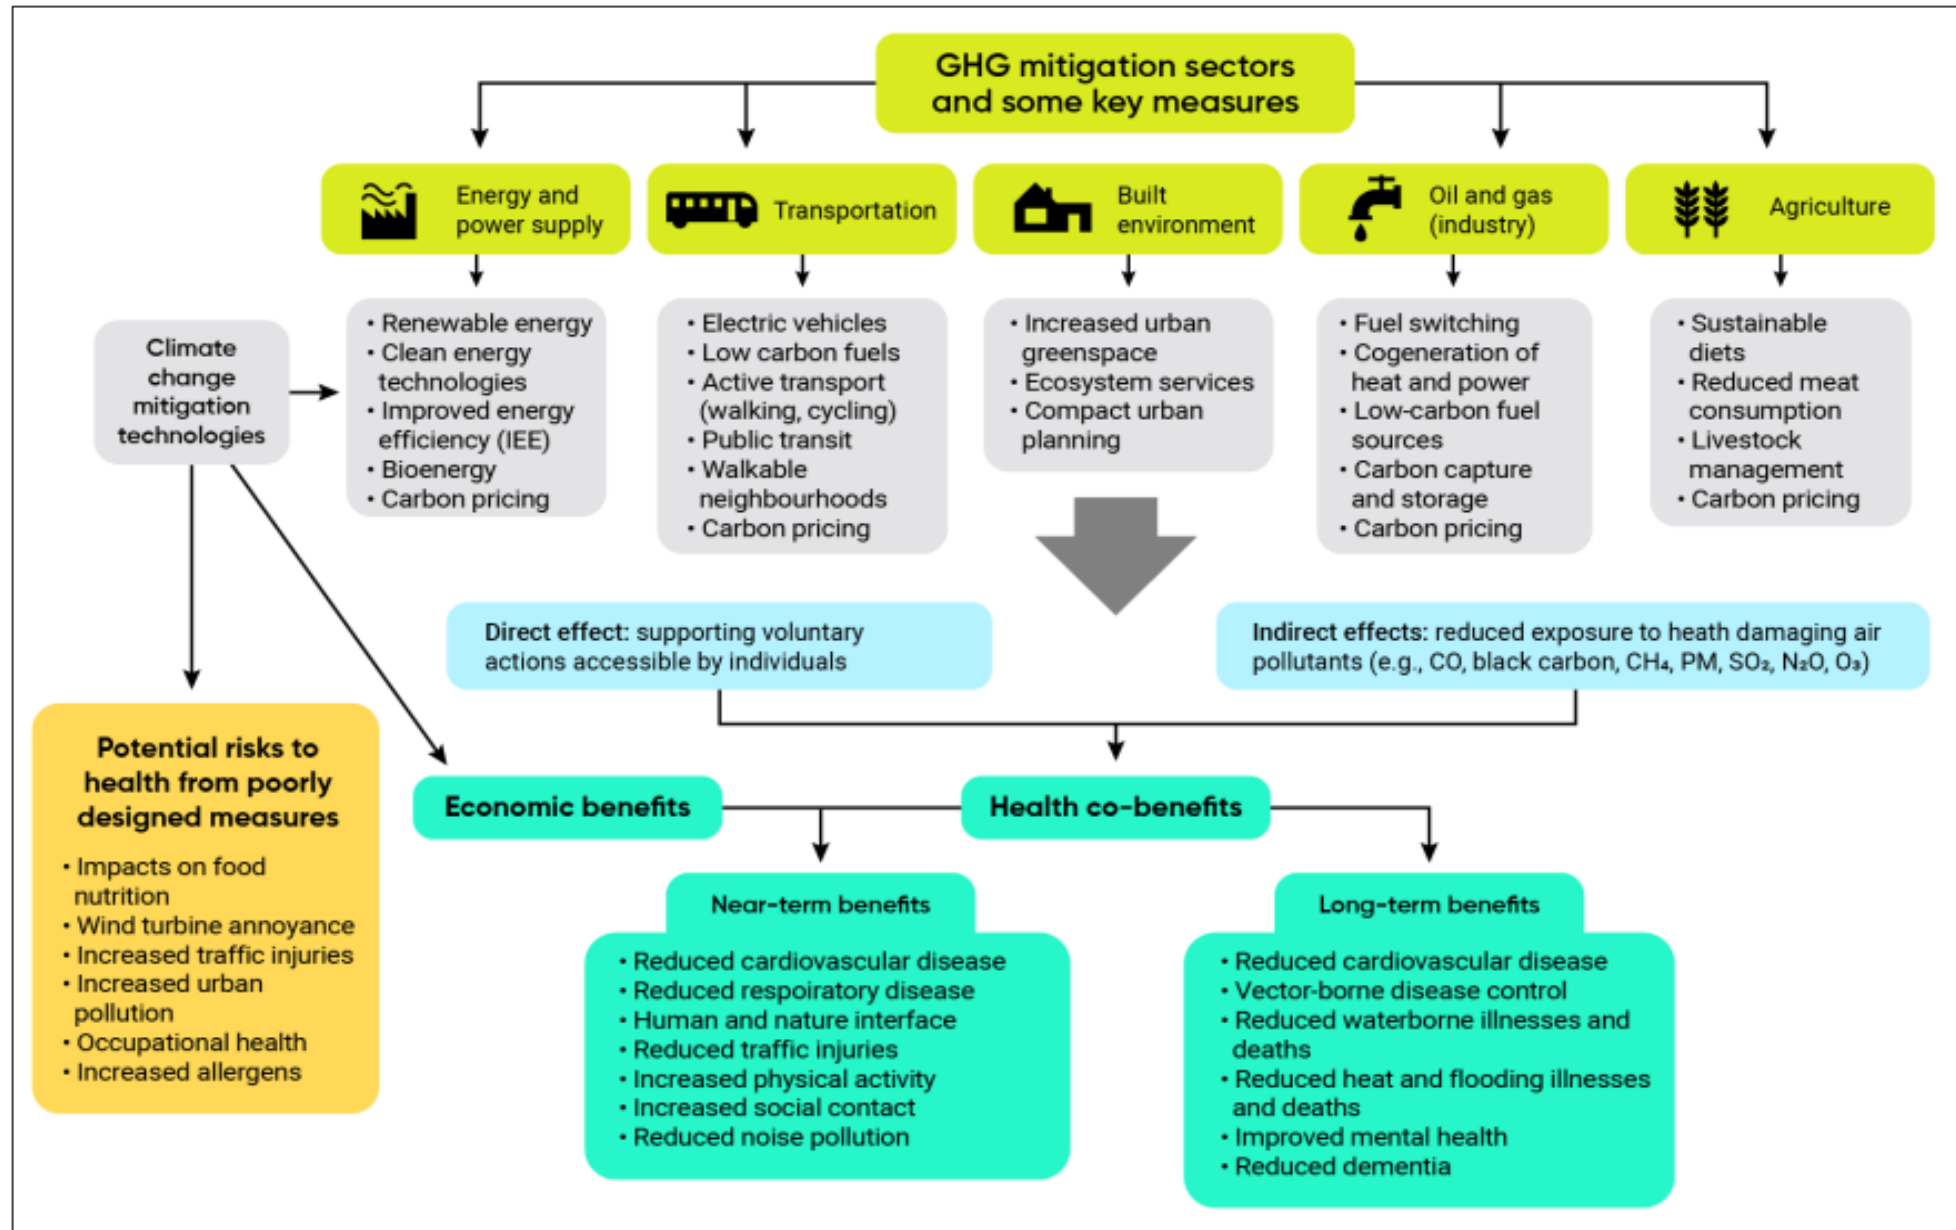 GHG mitigation sectors
and some key measures
Energy and
power supply
Transportation
Built
environment
Oil and gas
(industry)
Agriculture
Climate
change
mitigation
technologies
• Renewable energy
• Clean energy
technologies
• Improved energy
efficiency (IEE)
• Bioenergy
• Carbon pricing
• Electric vehicles
• Low carbon fuels
• Active transport
(walking, cycling)
• Public transit
• Walkable
neighbourhoods
• Carbon pricing
• Increased urban
greenspace
• Ecosystem services
• Compact urban
planning
• Fuel switching
• Cogeneration of
heat and power
• Low-carbon fuel
sources
• Carbon capture
and storage
• Carbon pricing
• Sustainable
diets
• Reduced meat
consumption
• Livestock
management
• Carbon pricing
Direct effect: supporting voluntary
actions accessible by individuals
Indirect effects: reduced exposure to heath damaging air
pollutants (e.g., CO, black carbon, CH₄, PM, SO₂, N₂O, O₃)
Potential risks to
health from poorly
designed measures
• Impacts on food
nutrition
• Wind turbine annoyance
• Increased traffic injuries
• Increased urban
pollution
• Occupational health
• Increased allergens
Economic benefits
Health co-benefits
Near-term benefits
• Reduced cardiovascular disease
• Reduced respoiratory disease
• Human and nature interface
• Reduced traffic injuries
• Increased physical activity
• Increased social contact
• Reduced noise pollution
Long-term benefits
• Reduced cardiovascular disease
• Vector-borne disease control
• Reduced waterborne illnesses and
deaths
• Reduced heat and flooding illnesses
and deaths
• Improved mental health
• Reduced dementia